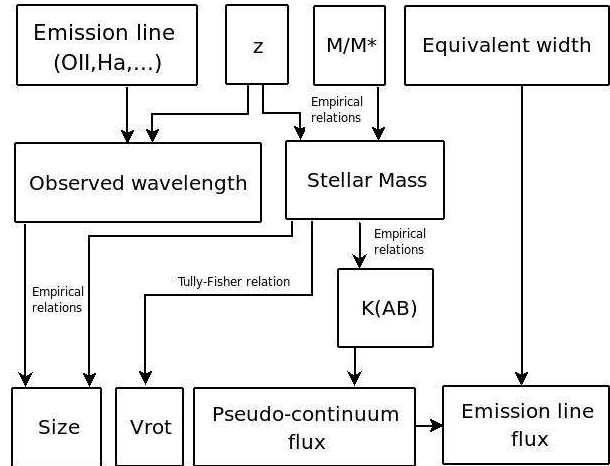 Emission line
(OII,Ha,...)
z
M/M*
Equivalent width
Empirical
relations
Observed wavelength
Stellar Mass
Empirical
relations
Tully-Fisher relation
Empirical
relations
K(AB)
Size
Vrot
Pseudo-continuum
flux
Emission line
flux